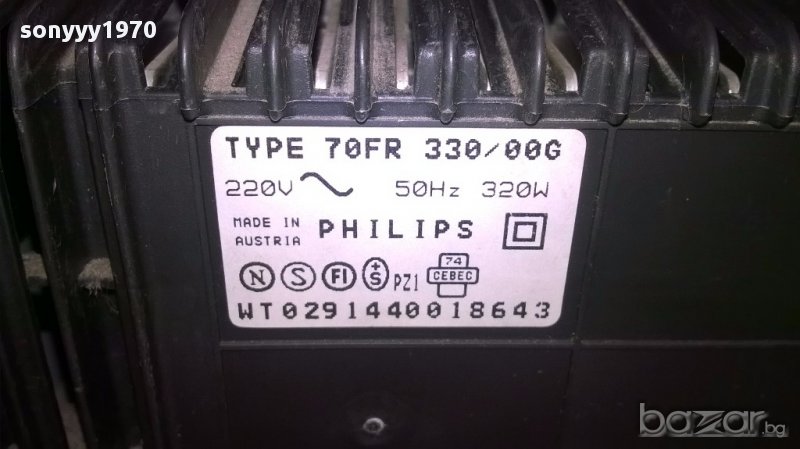 sonyyy1970
TYPE 70FR 330/00G
220V 50Hz 320W
MADE IN AUSTRIA PHILIPS
N S FI +S PZ1 74 CEBEC
WT0291440018643
bazar.bg